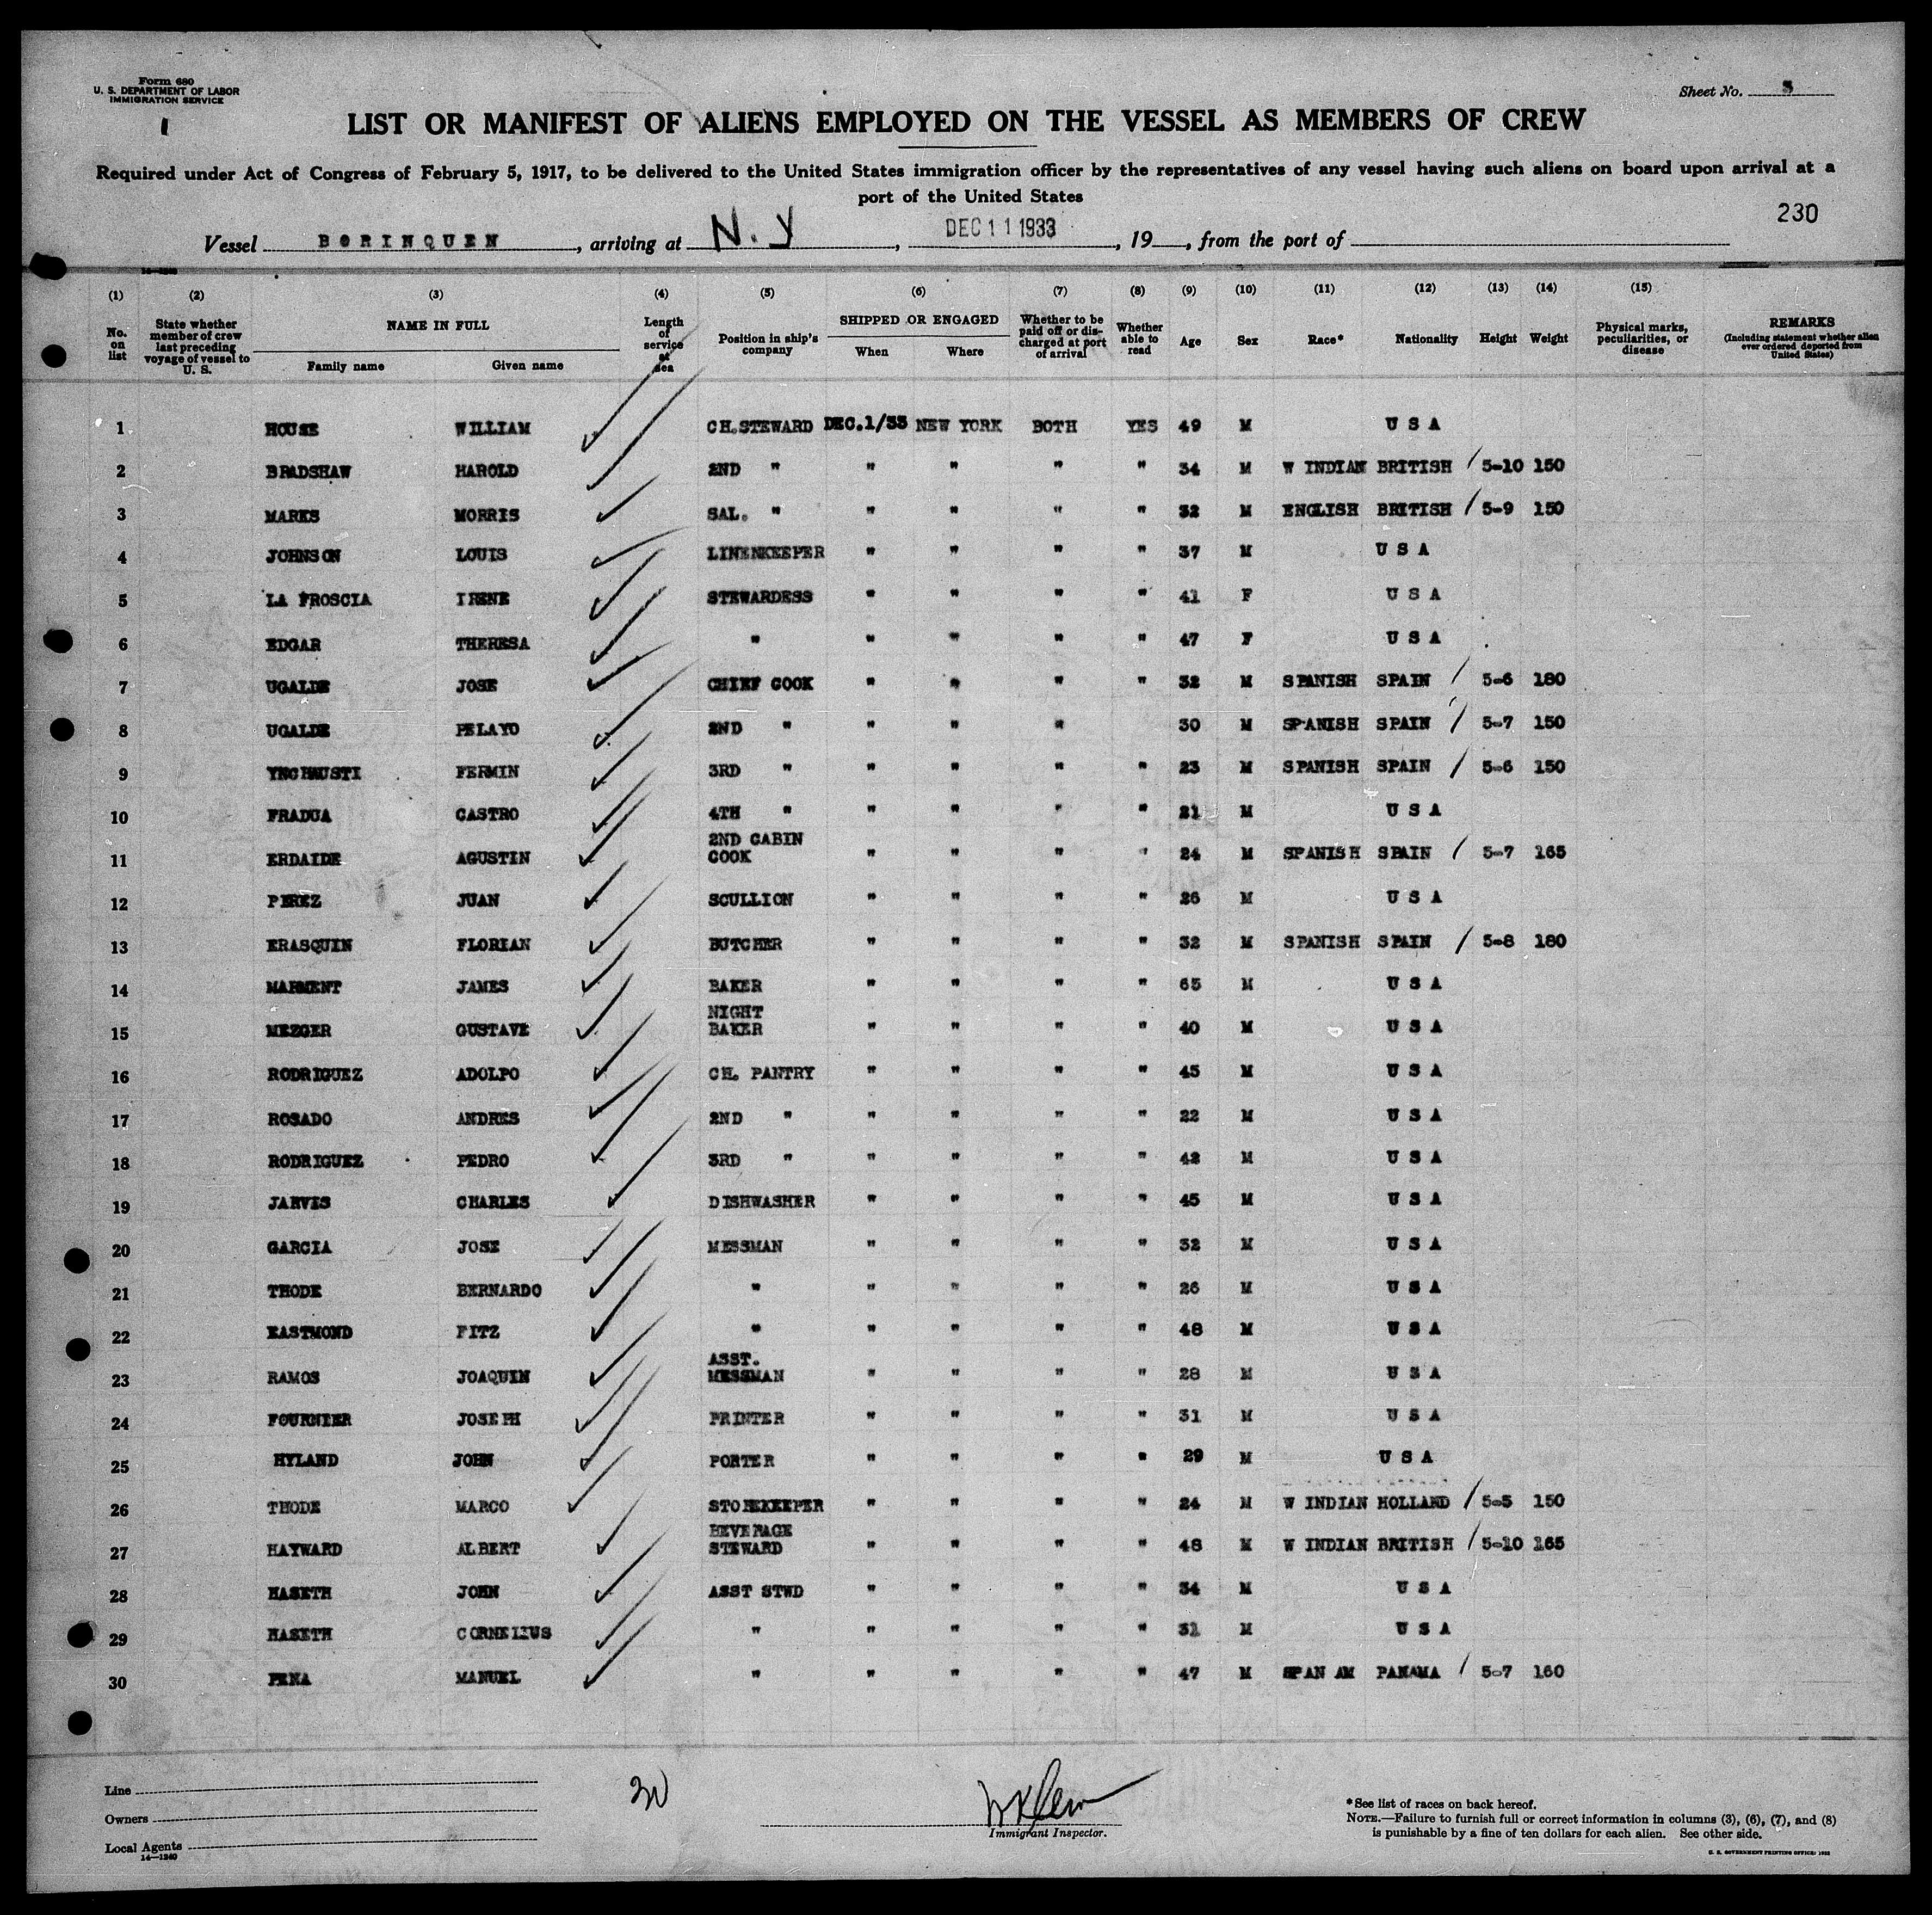 Form 680
U. S. DEPARTMENT OF LABOR
IMMIGRATION SERVICE
1
Sheet No. 3
LIST OR MANIFEST OF ALIENS EMPLOYED ON THE VESSEL AS MEMBERS OF CREW
Required under Act of Congress of February 5, 1917, to be delivered to the United States immigration officer by the representatives of any vessel having such aliens on board upon arrival at a
port of the United States
230
Vessel BORINQUEN, arriving at N. Y, DEC 11 1933, 19__, from the port of
14-1240
(1) (2) (3) (4) (5) (6) (7) (8) (9) (10) (11) (12) (13) (14) (15)
No. on list
State whether member of crew last preceding voyage of vessel to U. S.
NAME IN FULL
Family name Given name
Length of service at sea
Position in ship's company
SHIPPED OR ENGAGED
When Where
Whether to be paid off or discharged at port of arrival
Whether able to read
Age
Sex
Race*
Nationality
Height
Weight
Physical marks, peculiarities, or disease
REMARKS
(Including statement whether alien ever ordered deported from United States)
1 HOUSE WILLIAM CH.STEWARD DEC.1/33 NEW YORK BOTH YES 49 M U S A
2 BRADSHAW HAROLD 2ND " " " " " 34 M W INDIAN BRITISH / 5-10 150
3 MARKS MORRIS SAL. " " " " " 32 M ENGLISH BRITISH / 5-9 150
4 JOHNSON LOUIS LINENKEEPER " " " " 37 M U S A
5 LA FROSCIA IRENE STEWARDESS " " " " 41 F U S A
6 EDGAR THERESA " " " " " 47 F U S A
7 UGALDE JOSE CHIEF COOK " " " " 32 M SPANISH SPAIN / 5-6 180
8 UGALDE PELAYO 2ND " " " " 30 M SPANISH SPAIN / 5-7 150
9 YNCHAUSTI FERMIN 3RD " " " " " 23 M SPANISH SPAIN / 5-6 150
10 FRADUA CASTRO 4TH " " " " " 21 M U S A
11 ERDAIDE AGUSTIN 2ND CABIN COOK " " " " 24 M SPANISH SPAIN / 5-7 165
12 PEREZ JUAN SCULLION " " " " 26 M U S A
13 ERASQUIN FLORIAN BUTCHER " " " " 32 M SPANISH SPAIN / 5-8 180
14 MARMENT JAMES BAKER " " " " 65 M U S A
15 MEZGER GUSTAVE NIGHT BAKER " " " " 40 M U S A
16 RODRIGUEZ ADOLPO CH. PANTRY " " " " 45 M U S A
17 ROSADO ANDRES 2ND " " " " " 22 M U S A
18 RODRIGUEZ PEDRO 3RD " " " " " 42 M U S A
19 JARVIS CHARLES DISHWASHER " " " " 45 M U S A
20 GARCIA JOSE MESSMAN " " " " 32 M U S A
21 THODE BERNARDO " " " " " 26 M U S A
22 EASTMOND FITZ " " " " " 48 M U S A
23 RAMOS JOAQUIN ASST. MESSMAN " " " " 28 M U S A
24 FOURNIER JOSEPH PRINTER " " " " 31 M U S A
25 HYLAND JOHN PORTER " " " " 29 M U S A
26 THODE MARCO STOREKEEPER " " " " 24 M W INDIAN HOLLAND / 5-5 150
27 HAYWARD ALBERT BEVERAGE STEWARD " " " " 48 M W INDIAN BRITISH / 5-10 165
28 HASETH JOHN ASST STWD " " " " 34 M U S A
29 HASETH CORNELIUS " " " " " 31 M U S A
30 PENA MANUEL " " " " " 47 M SPAN AM PANAMA / 5-7 160
Line
Owners
Local Agents
14-1240
30
Immigrant Inspector.
*See list of races on back hereof.
NOTE.—Failure to furnish full or correct information in columns (3), (6), (7), and (8)
is punishable by a fine of ten dollars for each alien. See other side.
U. S. GOVERNMENT PRINTING OFFICE: 1932